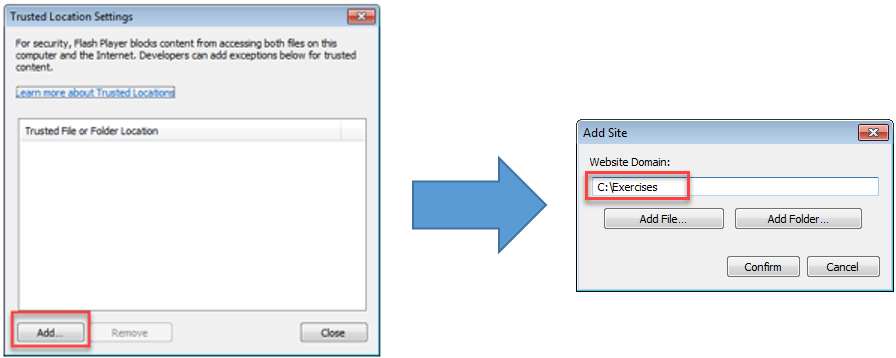 Trusted Location Settings
For security, Flash Player blocks content from accessing both files on this
computer and the Internet. Developers can add exceptions below for trusted
content.
Learn more about Trusted Locations
Trusted File or Folder Location
Add...
Remove
Close
Add Site
Website Domain:
C:\Exercises
Add File...
Add Folder...
Confirm
Cancel